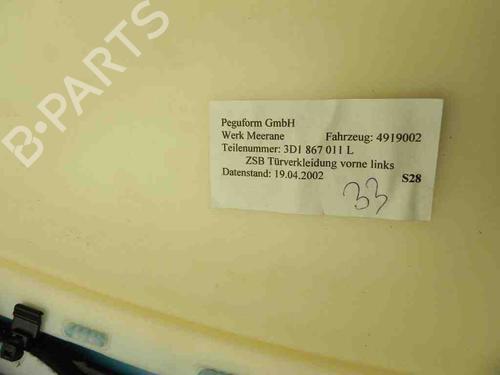 B-PARTS
Peguform GmbH
Werk Meerane Fahrzeug: 4919002
Teilenummer: 3D1 867 011 L
ZSB Türverkleidung vorne links
Datenstand: 19.04.2002 S28
33